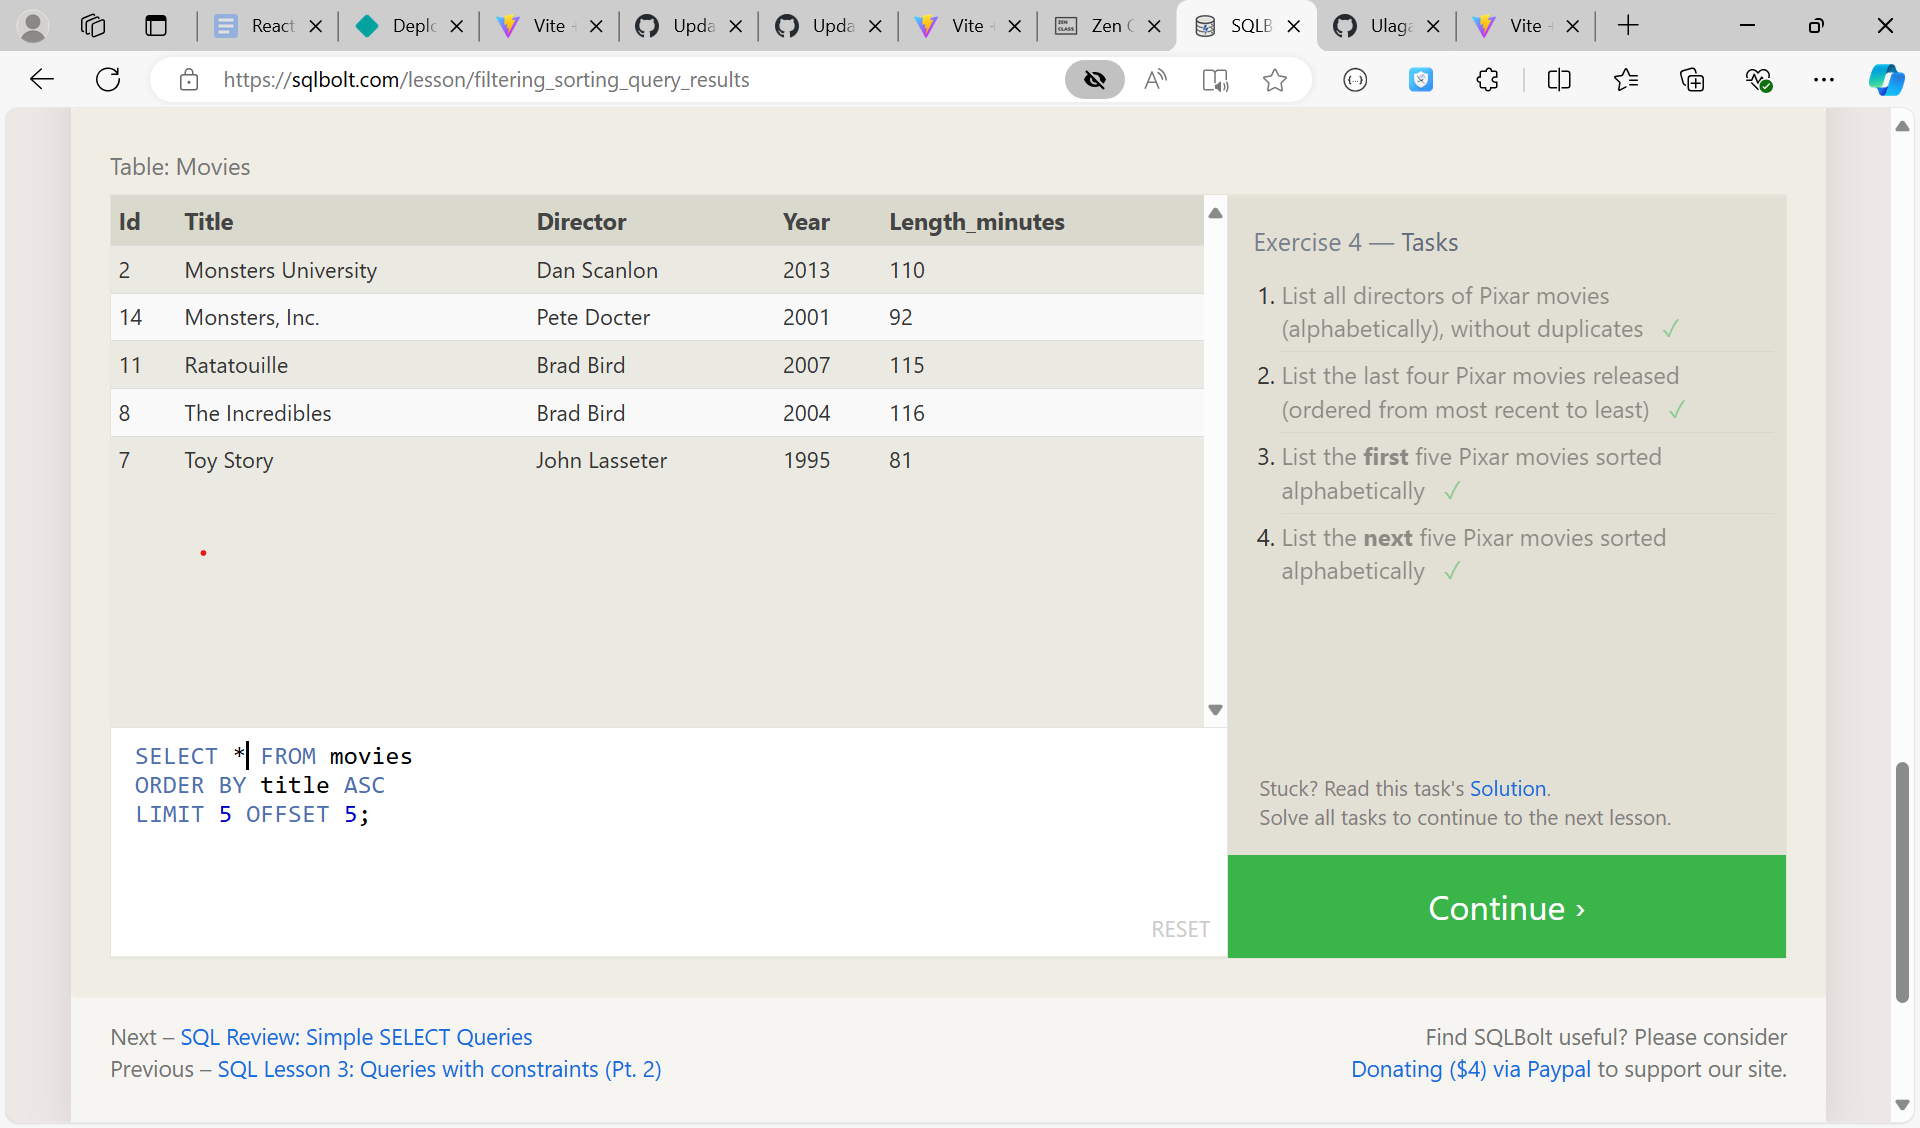 React
Deplo
Vite
Upda
Upda
Vite
Zen C
SQLB
Ulaga
Vite
https://sqlbolt.com/lesson/filtering_sorting_query_results
Table: Movies
Id Title Director Year Length_minutes
2 Monsters University Dan Scanlon 2013 110
14 Monsters, Inc. Pete Docter 2001 92
11 Ratatouille Brad Bird 2007 115
8 The Incredibles Brad Bird 2004 116
7 Toy Story John Lasseter 1995 81
SELECT * FROM movies
ORDER BY title ASC
LIMIT 5 OFFSET 5;
RESET
Exercise 4 — Tasks
1. List all directors of Pixar movies
(alphabetically), without duplicates ✓
2. List the last four Pixar movies released
(ordered from most recent to least) ✓
3. List the first five Pixar movies sorted
alphabetically ✓
4. List the next five Pixar movies sorted
alphabetically ✓
Stuck? Read this task's Solution.
Solve all tasks to continue to the next lesson.
Continue ›
Next – SQL Review: Simple SELECT Queries
Previous – SQL Lesson 3: Queries with constraints (Pt. 2)
Find SQLBolt useful? Please consider
Donating ($4) via Paypal to support our site.